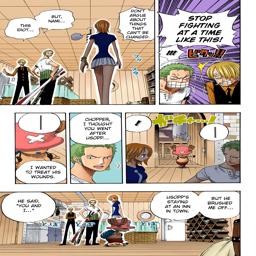 STOP
FIGHTING
AT A TIME
LIKE THIS!
DON'T
ARGUE
ABOUT
THINGS
THAT
CAN'T BE
CHANGED.
BUT,
NAMI...
THIS
IDIOT...
CHOPPER,
I THOUGHT
YOU WENT
AFTER
USOPP...
I WANTED
TO TREAT
HIS
WOUNDS.
BUT HE
BRUSHED
ME OFF...
USOPP'S
STAYING
AT AN INN
IN TOWN.
HE SAID,
"YOU AND
I..."